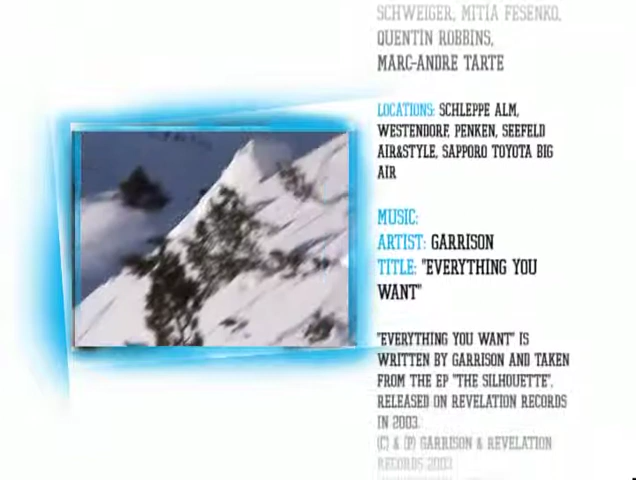 SCHWEIGER, MITIA FESENKO,
QUENTIN ROBBINS,
MARC-ANDRE TARTE
LOCATIONS: SCHLEPPE ALM,
WESTENDORF, PENKEN, SEEFELD
AIR&STYLE, SAPPORO TOYOTA BIG
AIR
MUSIC:
ARTIST: GARRISON
TITLE: "EVERYTHING YOU
WANT"
"EVERYTHING YOU WANT" IS
WRITTEN BY GARRISON AND TAKEN
FROM THE EP "THE SILHOUETTE",
RELEASED ON REVELATION RECORDS
IN 2003.
(C) & (P) GARRISON & REVELATION
RECORDS 2003